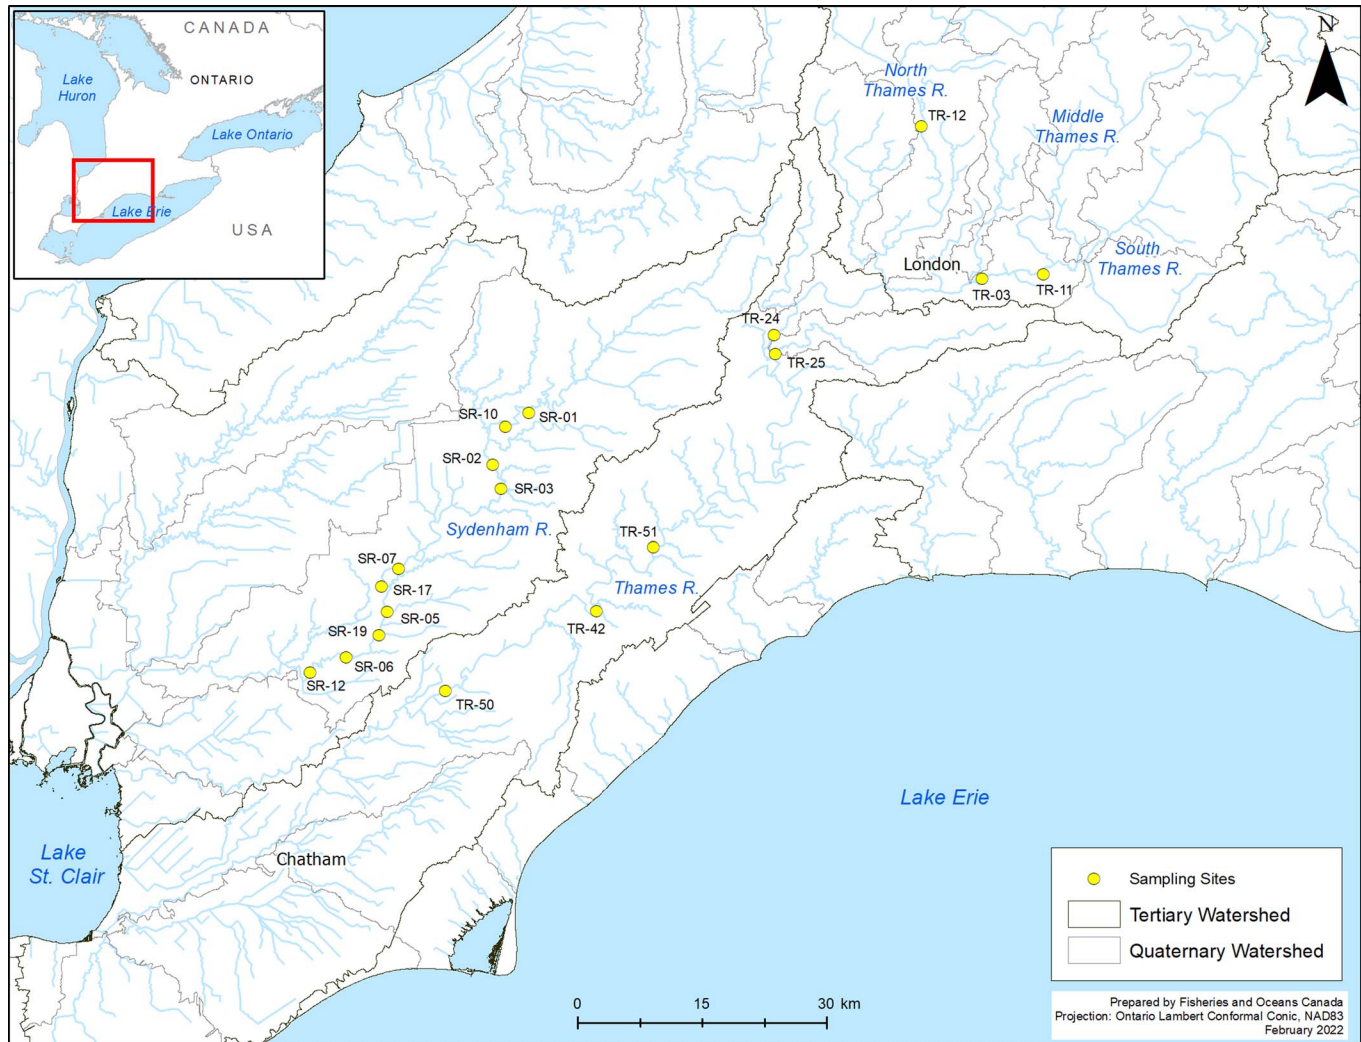 CANADA
ONTARIO
Lake
Huron
Lake Ontario
Lake Erie
USA
N
North
Thames R.
TR-12
Middle
Thames R.
South
Thames R.
London
TR-03
TR-11
TR-24
TR-25
SR-10
SR-01
SR-02
SR-03
Sydenham R.
TR-51
SR-07
SR-17
Thames R.
SR-05
TR-42
SR-19
SR-06
SR-12
TR-50
Lake Erie
Lake
St. Clair
Chatham
Sampling Sites
Tertiary Watershed
Quaternary Watershed
0 15 30 km
Prepared by Fisheries and Oceans Canada
Projection: Ontario Lambert Conformal Conic, NAD83
February 2022